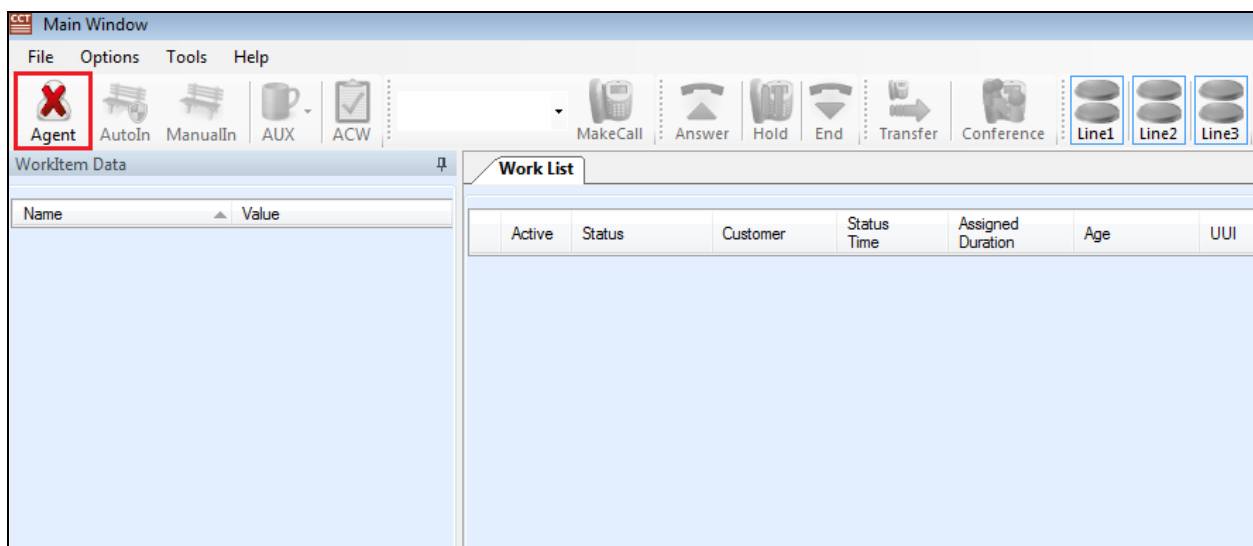 CCT Main Window
File Options Tools Help
Agent AutoIn ManualIn AUX ACW MakeCall Answer Hold End Transfer Conference Line1 Line2 Line3
WorkItem Data
Work List
Name Value
Active Status Customer Status Time Assigned Duration Age UUI